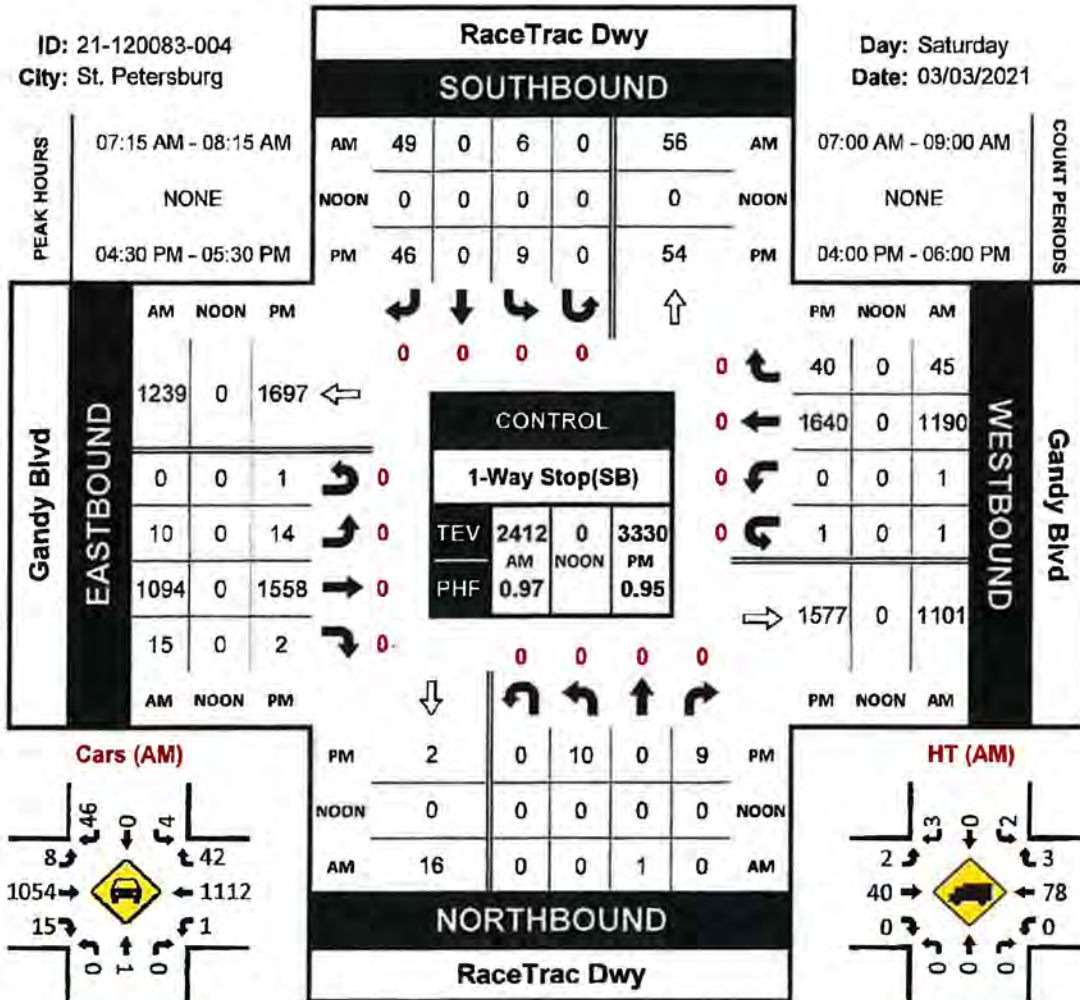 RaceTrac Dwy
ID: 21-120083-004
City: St. Petersburg
Day: Saturday
Date: 03/03/2021
SOUTHBOUND
PEAK HOURS
07:15 AM - 08:15 AM
NONE
04:30 PM - 05:30 PM
AM 49 0 6 0 56 AM
NOON 0 0 0 0 0 NOON
PM 46 0 9 0 54 PM
07:00 AM - 09:00 AM
NONE
04:00 PM - 06:00 PM
COUNT PERIODS
0 0 0 0
Gandy Blvd
EASTBOUND
AM NOON PM
1239 0 1697
0 0 1 0
10 0 14 0
1094 0 1558 0
15 0 2 0
AM NOON PM
CONTROL
1-Way Stop(SB)
TEV 2412 0 3330
AM NOON PM
PHF 0.97 0.95
PM NOON AM
0 40 0 45
0 1640 0 1190
0 0 0 1
0 1 0 1
1577 0 1101
PM NOON AM
WESTBOUND
Gandy Blvd
0 0 0 0
PM 2 0 10 0 9 PM
NOON 0 0 0 0 0 NOON
AM 16 0 0 1 0 AM
NORTHBOUND
RaceTrac Dwy
Cars (AM)
46 0 4
8 42
1054 1112
15 1
0 1 0
HT (AM)
3 0 2
2 3
40 78
0 0
0 0 0